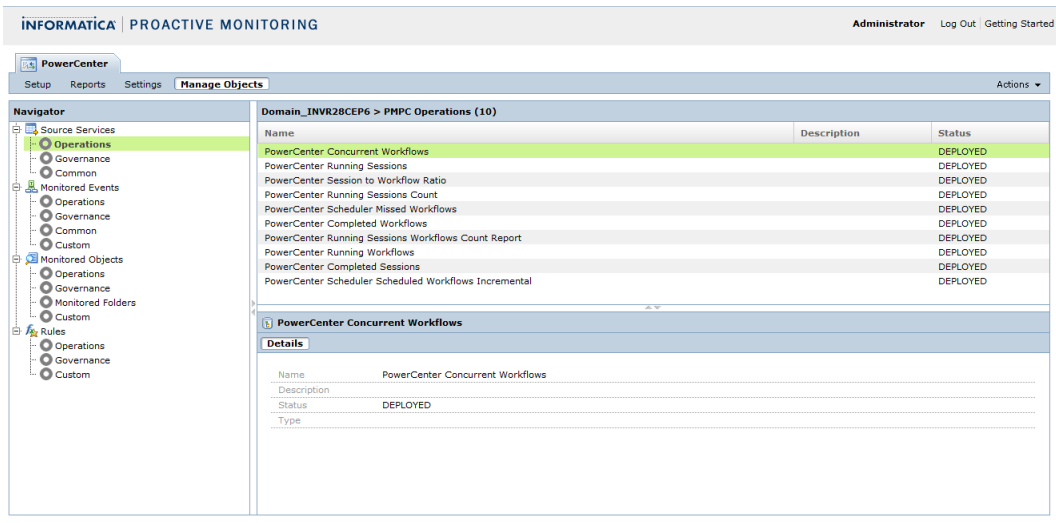 INFORMATICA | PROACTIVE MONITORING
Administrator Log Out Getting Started
PowerCenter
Setup Reports Settings Manage Objects Actions
Navigator
Source Services
Operations
Governance
Common
Monitored Events
Operations
Governance
Common
Custom
Monitored Objects
Operations
Governance
Monitored Folders
Custom
Rules
Operations
Governance
Custom
Domain_INVR28CEP6 > PMPC Operations (10)
Name Description Status
PowerCenter Concurrent Workflows DEPLOYED
PowerCenter Running Sessions DEPLOYED
PowerCenter Session to Workflow Ratio DEPLOYED
PowerCenter Running Sessions Count DEPLOYED
PowerCenter Scheduler Missed Workflows DEPLOYED
PowerCenter Completed Workflows DEPLOYED
PowerCenter Running Sessions Workflows Count Report DEPLOYED
PowerCenter Running Workflows DEPLOYED
PowerCenter Completed Sessions DEPLOYED
PowerCenter Scheduler Scheduled Workflows Incremental DEPLOYED
PowerCenter Concurrent Workflows
Details
Name PowerCenter Concurrent Workflows
Description
Status DEPLOYED
Type